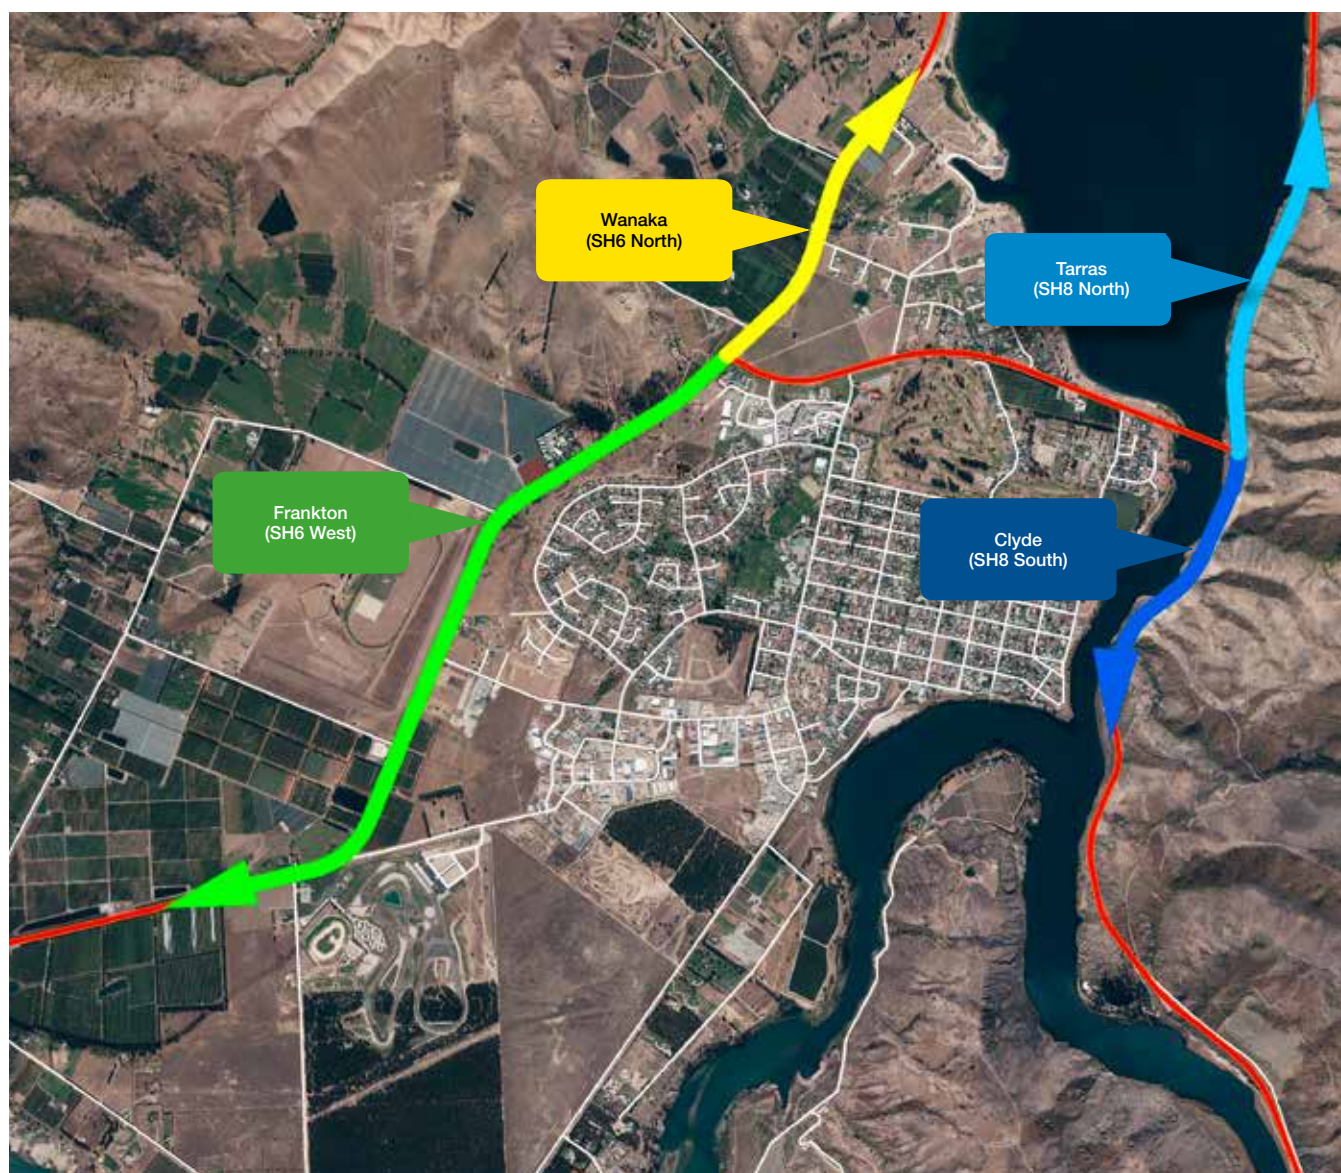 Wanaka
(SH6 North)
Tarras
(SH8 North)
Frankton
(SH6 West)
Clyde
(SH8 South)